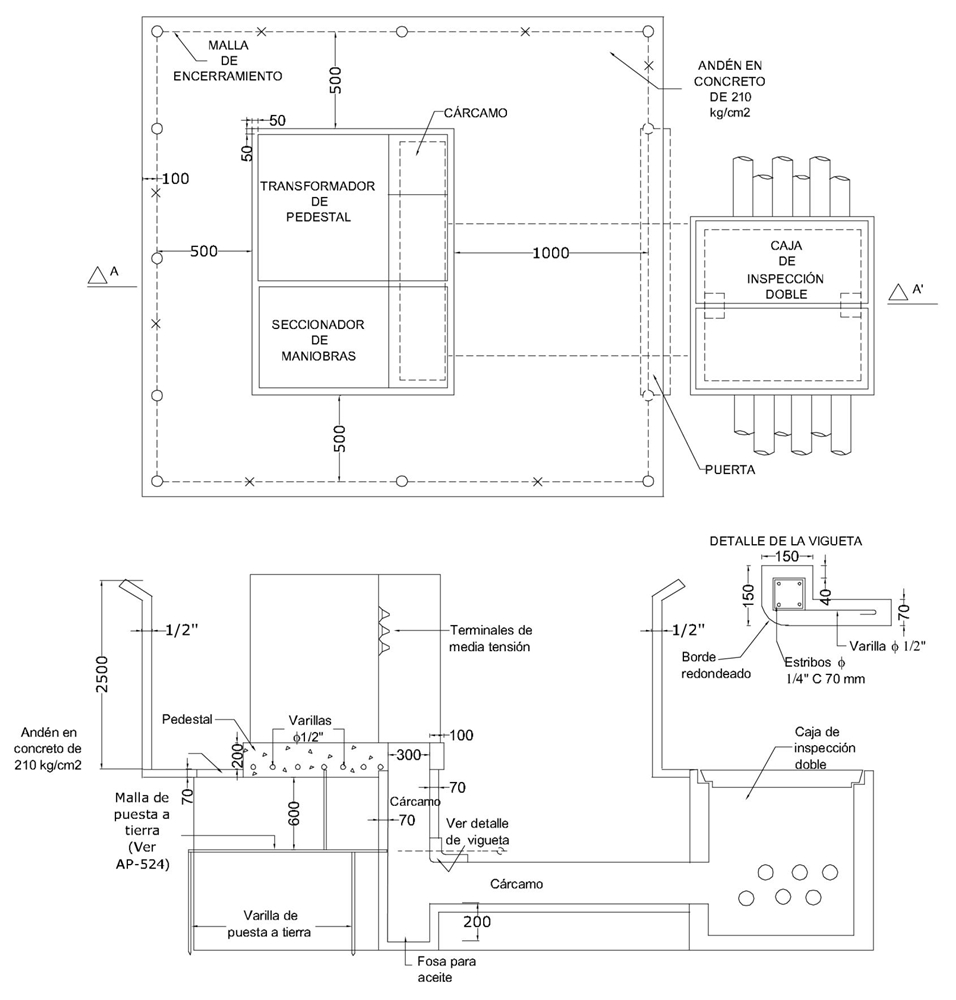 MALLA
DE
ENCERRAMIENTO
500
ANDÉN EN
CONCRETO
DE 210
kg/cm2
50
50
CÁRCAMO
100
TRANSFORMADOR
DE
PEDESTAL
500
1000
CAJA
DE
INSPECCIÓN
DOBLE
A
A'
SECCIONADOR
DE
MANIOBRAS
500
PUERTA
DETALLE DE LA VIGUETA
150
150
40
70
Varilla ϕ 1/2"
Borde
redondeado
Estribos ϕ
1/4" C 70 mm
2500
1/2"
Terminales de
media tensión
1/2"
Pedestal
Varillas
ϕ1/2"
100
Andén en
concreto de
210 kg/cm2
200
300
Caja de
inspección
doble
70
70
Malla de
puesta a
tierra
(Ver
AP-524)
600
Cárcamo
70
Ver detalle
de vigueta
Cárcamo
Varilla de
puesta a tierra
200
Fosa para
aceite